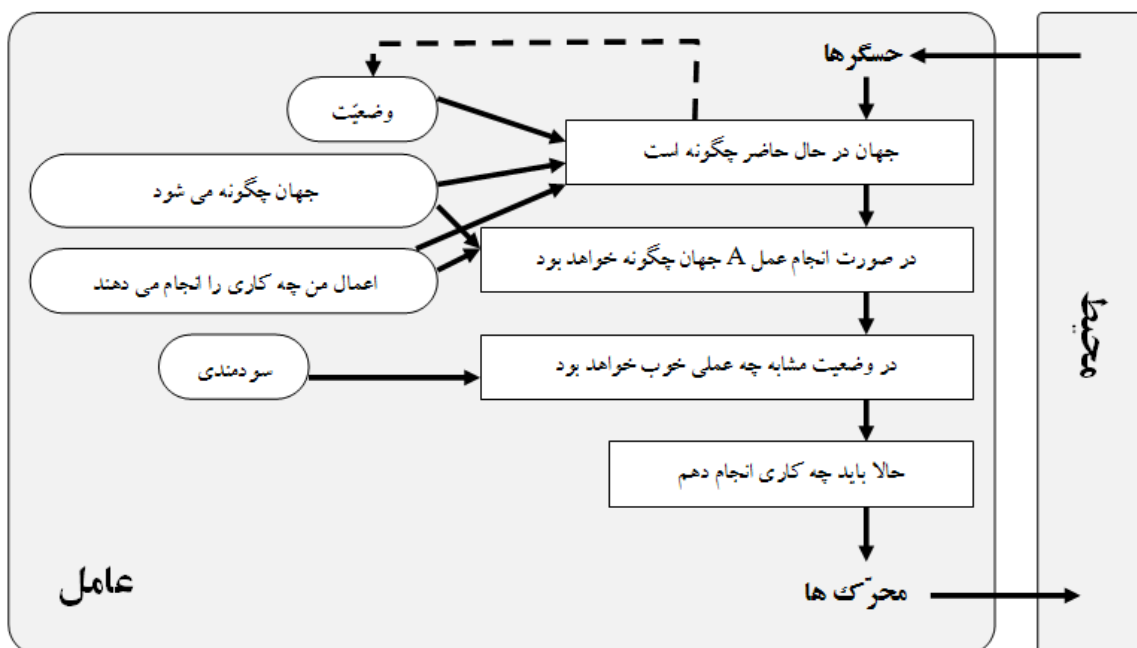 حسگرها
وضعیّت
جهان در حال حاضر چگونه است
جهان چگونه می شود
در صورت انجام عمل A جهان چگونه خواهد بود
اعمال من چه کاری را انجام می دهند
محیط
سودمندی
در وضعیت مشابه چه عملی خوب خواهد بود
حالا باید چه کاری انجام دهم
محرّک ها
عامل